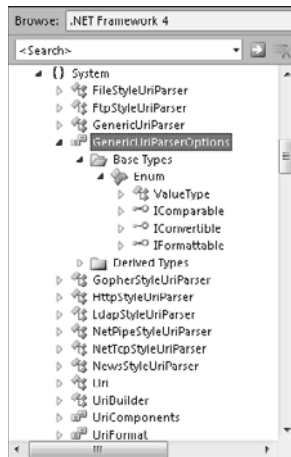 Browse: .NET Framework 4
<Search>
{} System
FileStyleUriParser
FtpStyleUriParser
GenericUriParser
GenericUriParserOptions
Base Types
Enum
ValueType
IComparable
IConvertible
IFormattable
Derived Types
GopherStyleUriParser
HttpStyleUriParser
LdapStyleUriParser
NetPipeStyleUriParser
NetTcpStyleUriParser
NewsStyleUriParser
Uri
UriBuilder
UriComponents
UriFormat